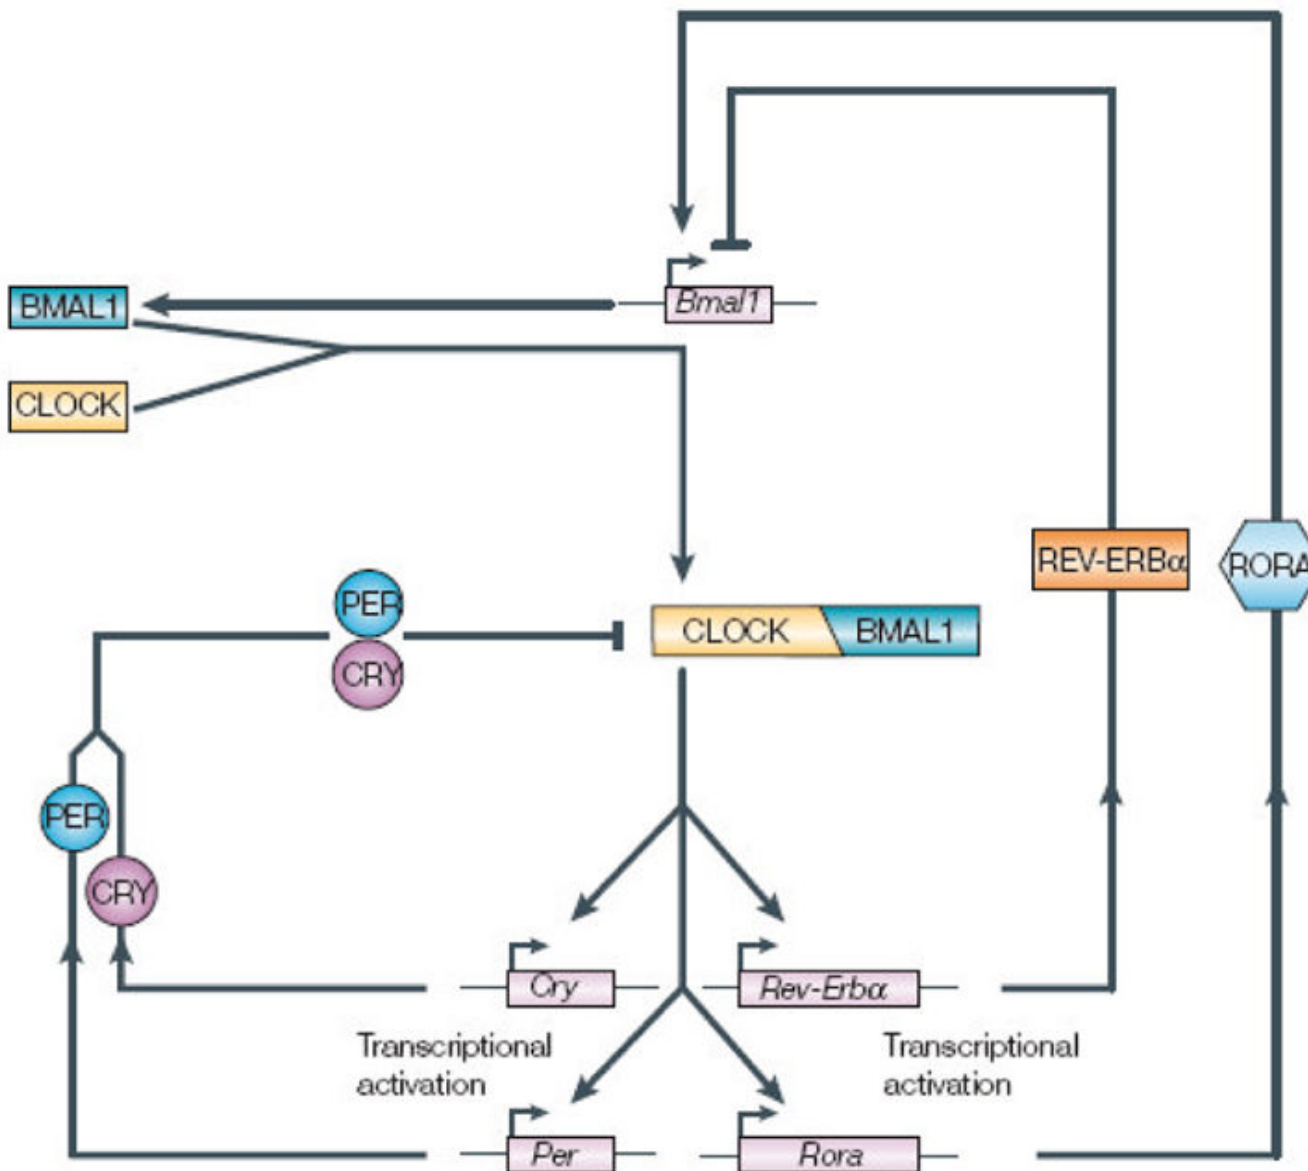 Bmal1
BMAL1
CLOCK
REV-ERBα
RORA
PER
CRY
CLOCK
BMAL1
PER
CRY
Cry
Rev-Erbα
Transcriptional
activation
Transcriptional
activation
Per
Rora